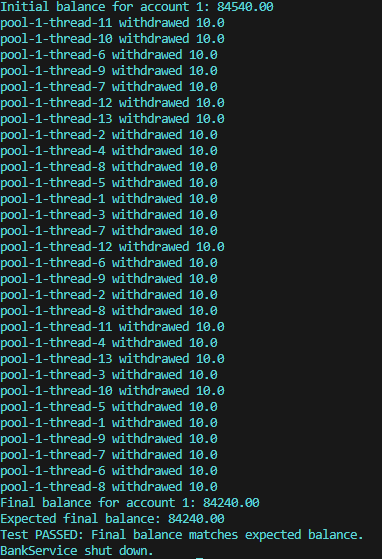 Initial balance for account 1: 84540.00
pool-1-thread-11 withdrawed 10.0
pool-1-thread-10 withdrawed 10.0
pool-1-thread-6 withdrawed 10.0
pool-1-thread-9 withdrawed 10.0
pool-1-thread-7 withdrawed 10.0
pool-1-thread-12 withdrawed 10.0
pool-1-thread-13 withdrawed 10.0
pool-1-thread-2 withdrawed 10.0
pool-1-thread-4 withdrawed 10.0
pool-1-thread-8 withdrawed 10.0
pool-1-thread-5 withdrawed 10.0
pool-1-thread-1 withdrawed 10.0
pool-1-thread-3 withdrawed 10.0
pool-1-thread-7 withdrawed 10.0
pool-1-thread-12 withdrawed 10.0
pool-1-thread-6 withdrawed 10.0
pool-1-thread-9 withdrawed 10.0
pool-1-thread-2 withdrawed 10.0
pool-1-thread-8 withdrawed 10.0
pool-1-thread-11 withdrawed 10.0
pool-1-thread-4 withdrawed 10.0
pool-1-thread-13 withdrawed 10.0
pool-1-thread-3 withdrawed 10.0
pool-1-thread-10 withdrawed 10.0
pool-1-thread-5 withdrawed 10.0
pool-1-thread-1 withdrawed 10.0
pool-1-thread-9 withdrawed 10.0
pool-1-thread-7 withdrawed 10.0
pool-1-thread-6 withdrawed 10.0
pool-1-thread-8 withdrawed 10.0
Final balance for account 1: 84240.00
Expected final balance: 84240.00
Test PASSED: Final balance matches expected balance.
BankService shut down.